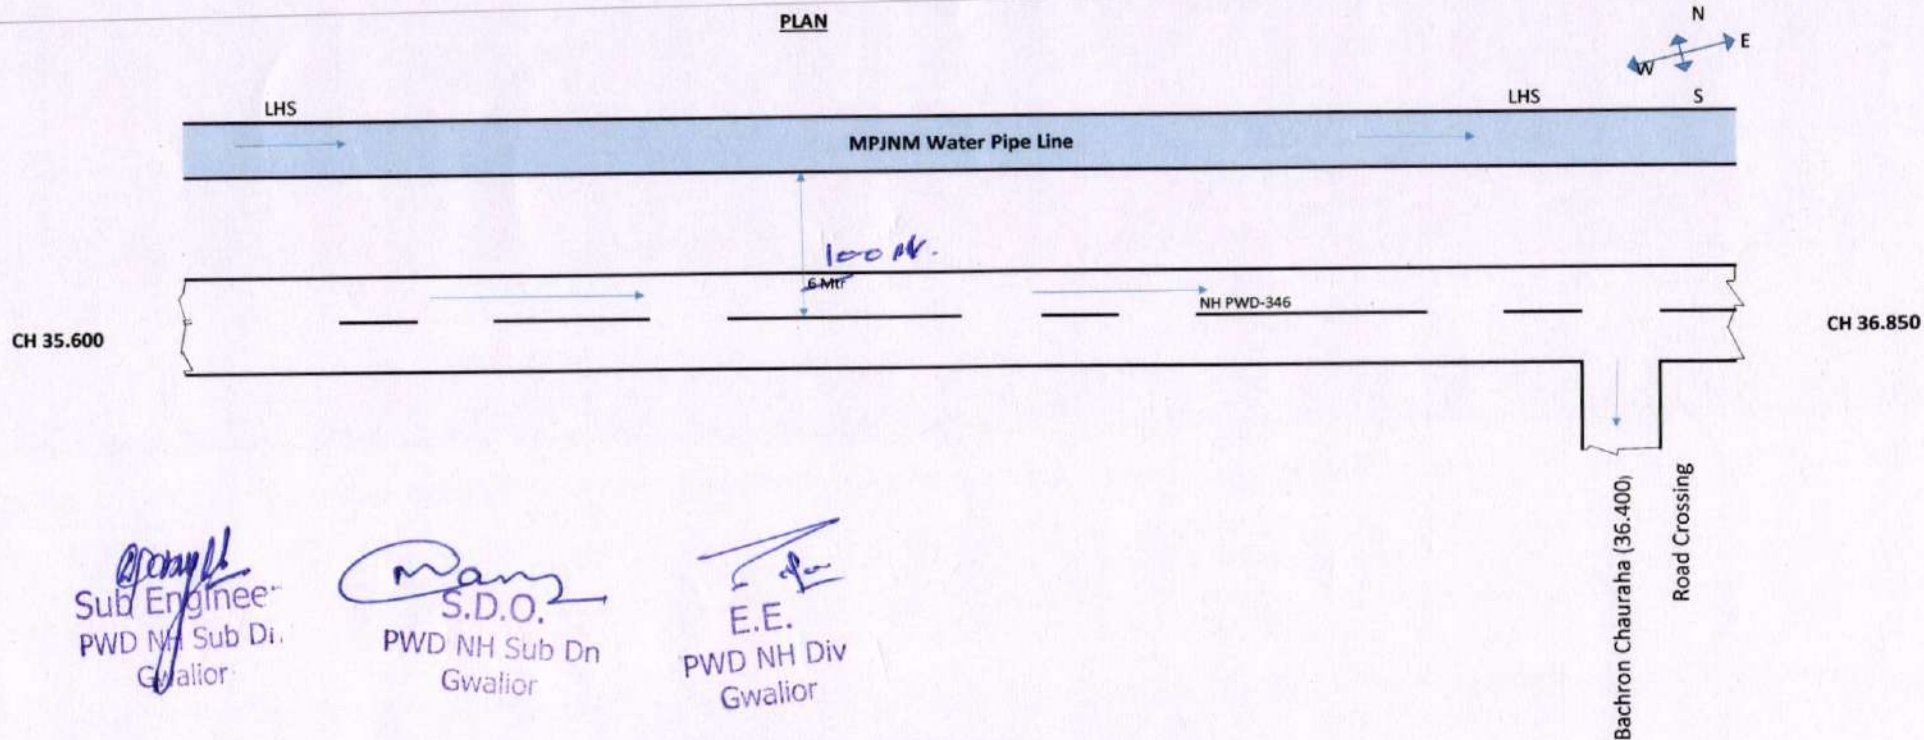 PLAN
N
E
W
S
LHS
LHS
MPJNM Water Pipe Line
6 Mtr
NH PWD-346
CH 35.600
CH 36.850
Bachron Chauraha (36.400)
Road Crossing
Sub Engineer
PWD NH Sub Di.
Gwalior
S.D.O.
PWD NH Sub Dn
Gwalior
E.E.
PWD NH Div
Gwalior